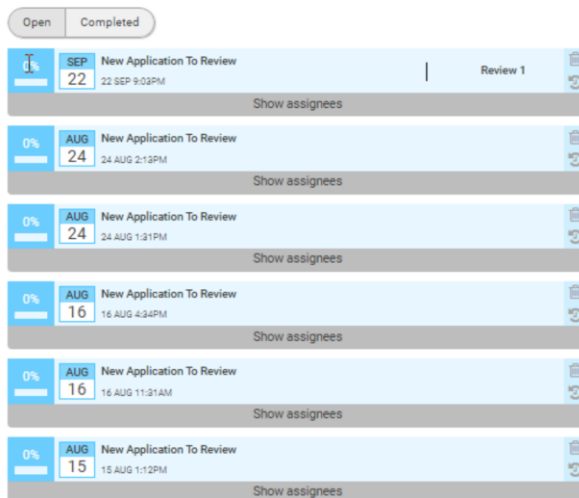 Open Completed
0% SEP 22 New Application To Review Review 1
22 SEP 9:03PM
Show assignees
0% AUG 24 New Application To Review
24 AUG 2:13PM
Show assignees
0% AUG 24 New Application To Review
24 AUG 1:31PM
Show assignees
0% AUG 16 New Application To Review
16 AUG 4:34PM
Show assignees
0% AUG 16 New Application To Review
16 AUG 11:31AM
Show assignees
0% AUG 15 New Application To Review
15 AUG 1:12PM
Show assignees